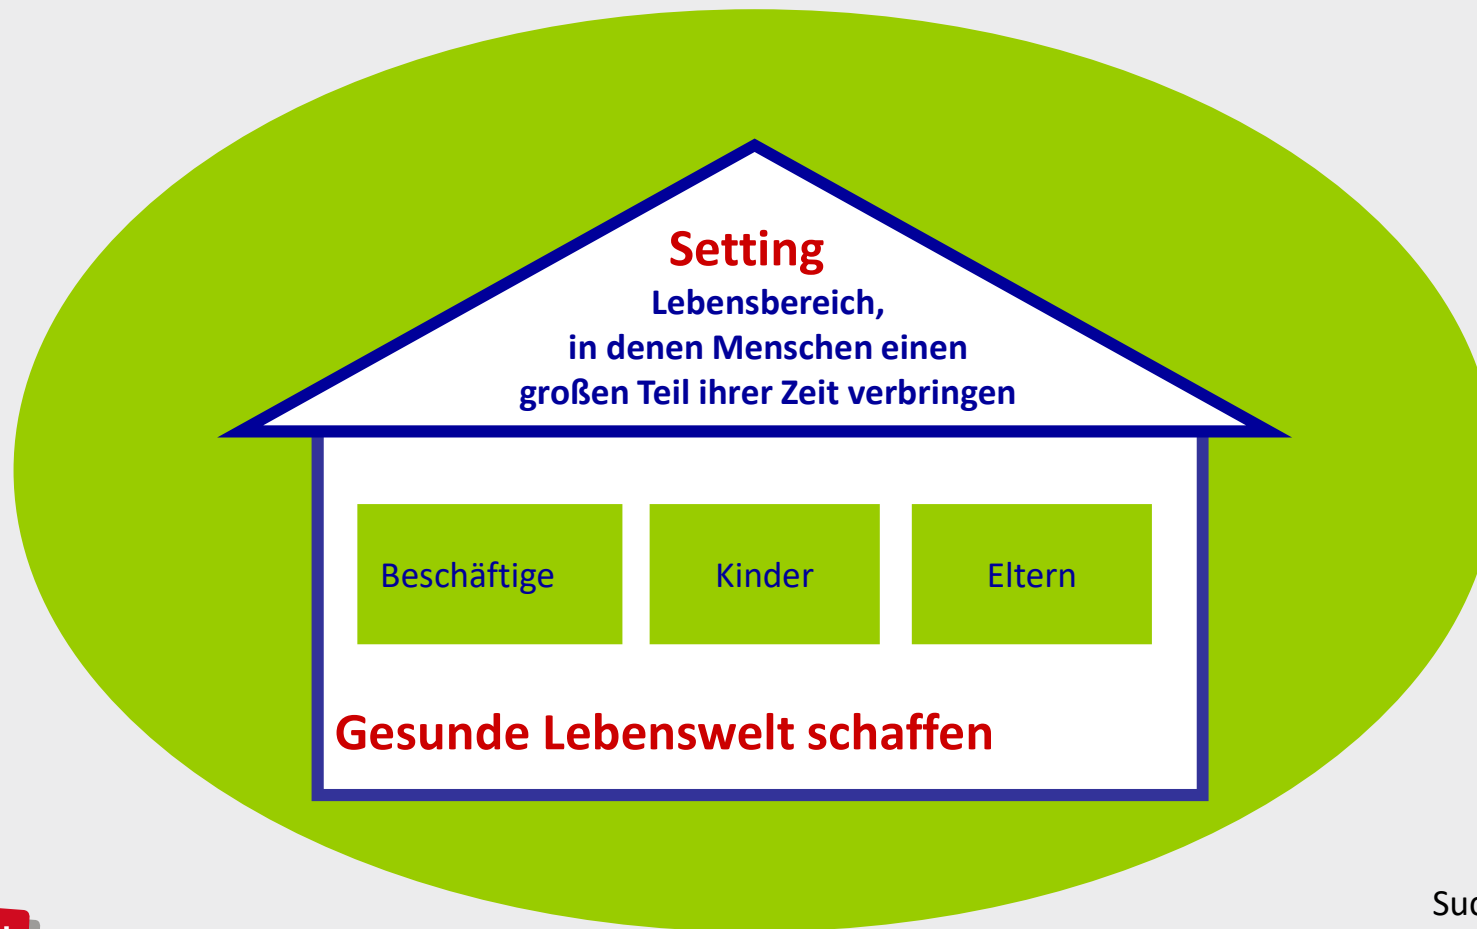 Setting
Lebensbereich,
in denen Menschen einen
großen Teil ihrer Zeit verbringen
Beschäftige
Kinder
Eltern
Gesunde Lebenswelt schaffen